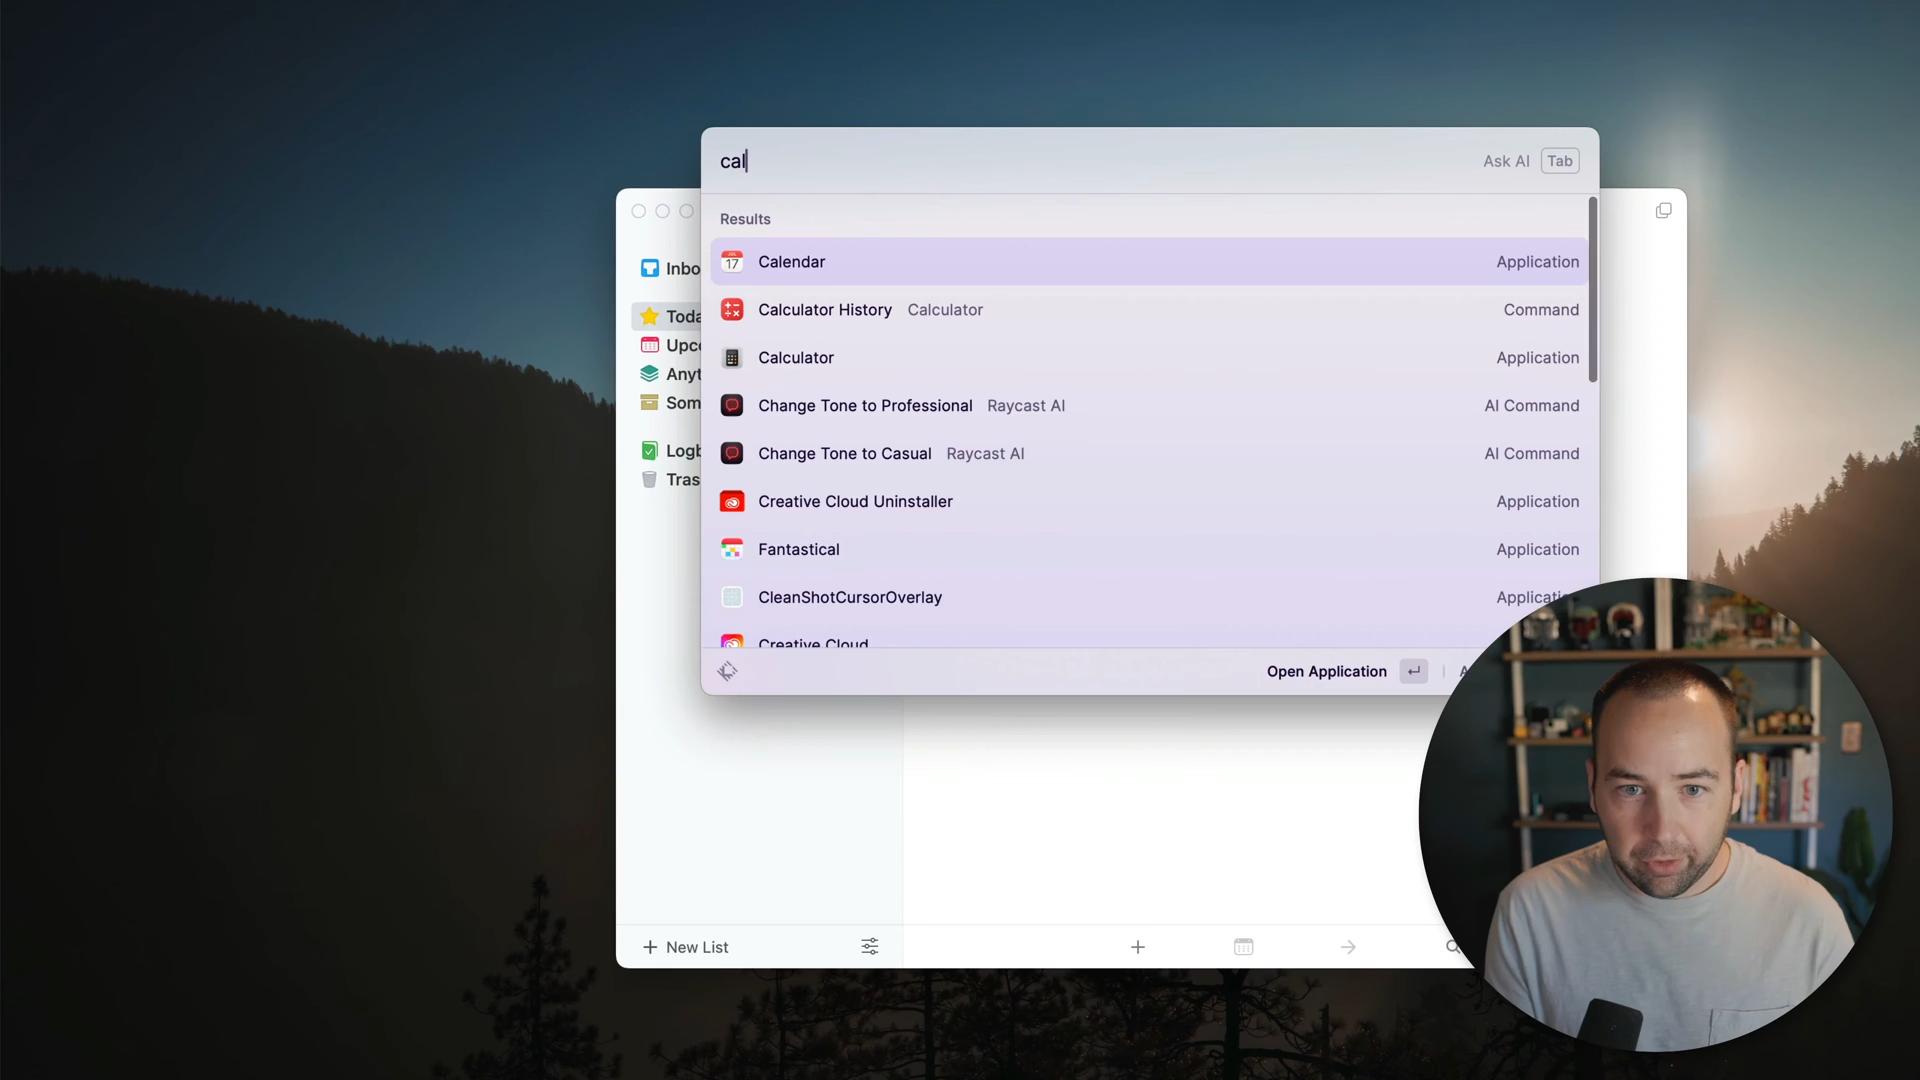 cal
Ask AI Tab
Results
17 Calendar Application
Calculator History Calculator Command
Calculator Application
Change Tone to Professional Raycast AI AI Command
Change Tone to Casual Raycast AI AI Command
Creative Cloud Uninstaller Application
Fantastical Application
CleanShotCursorOverlay Applicatio
Creative Cloud
Open Application
Inbo
Toda
Upco
Anyt
Som
Logb
Tras
New List